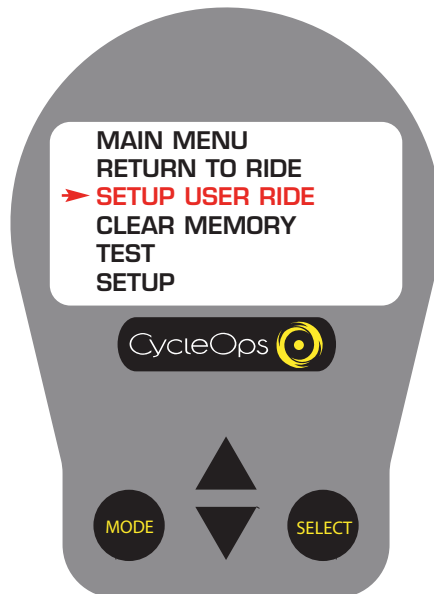 MAIN MENU
RETURN TO RIDE
SETUP USER RIDE
CLEAR MEMORY
TEST
SETUP
CycleOps
MODE
SELECT